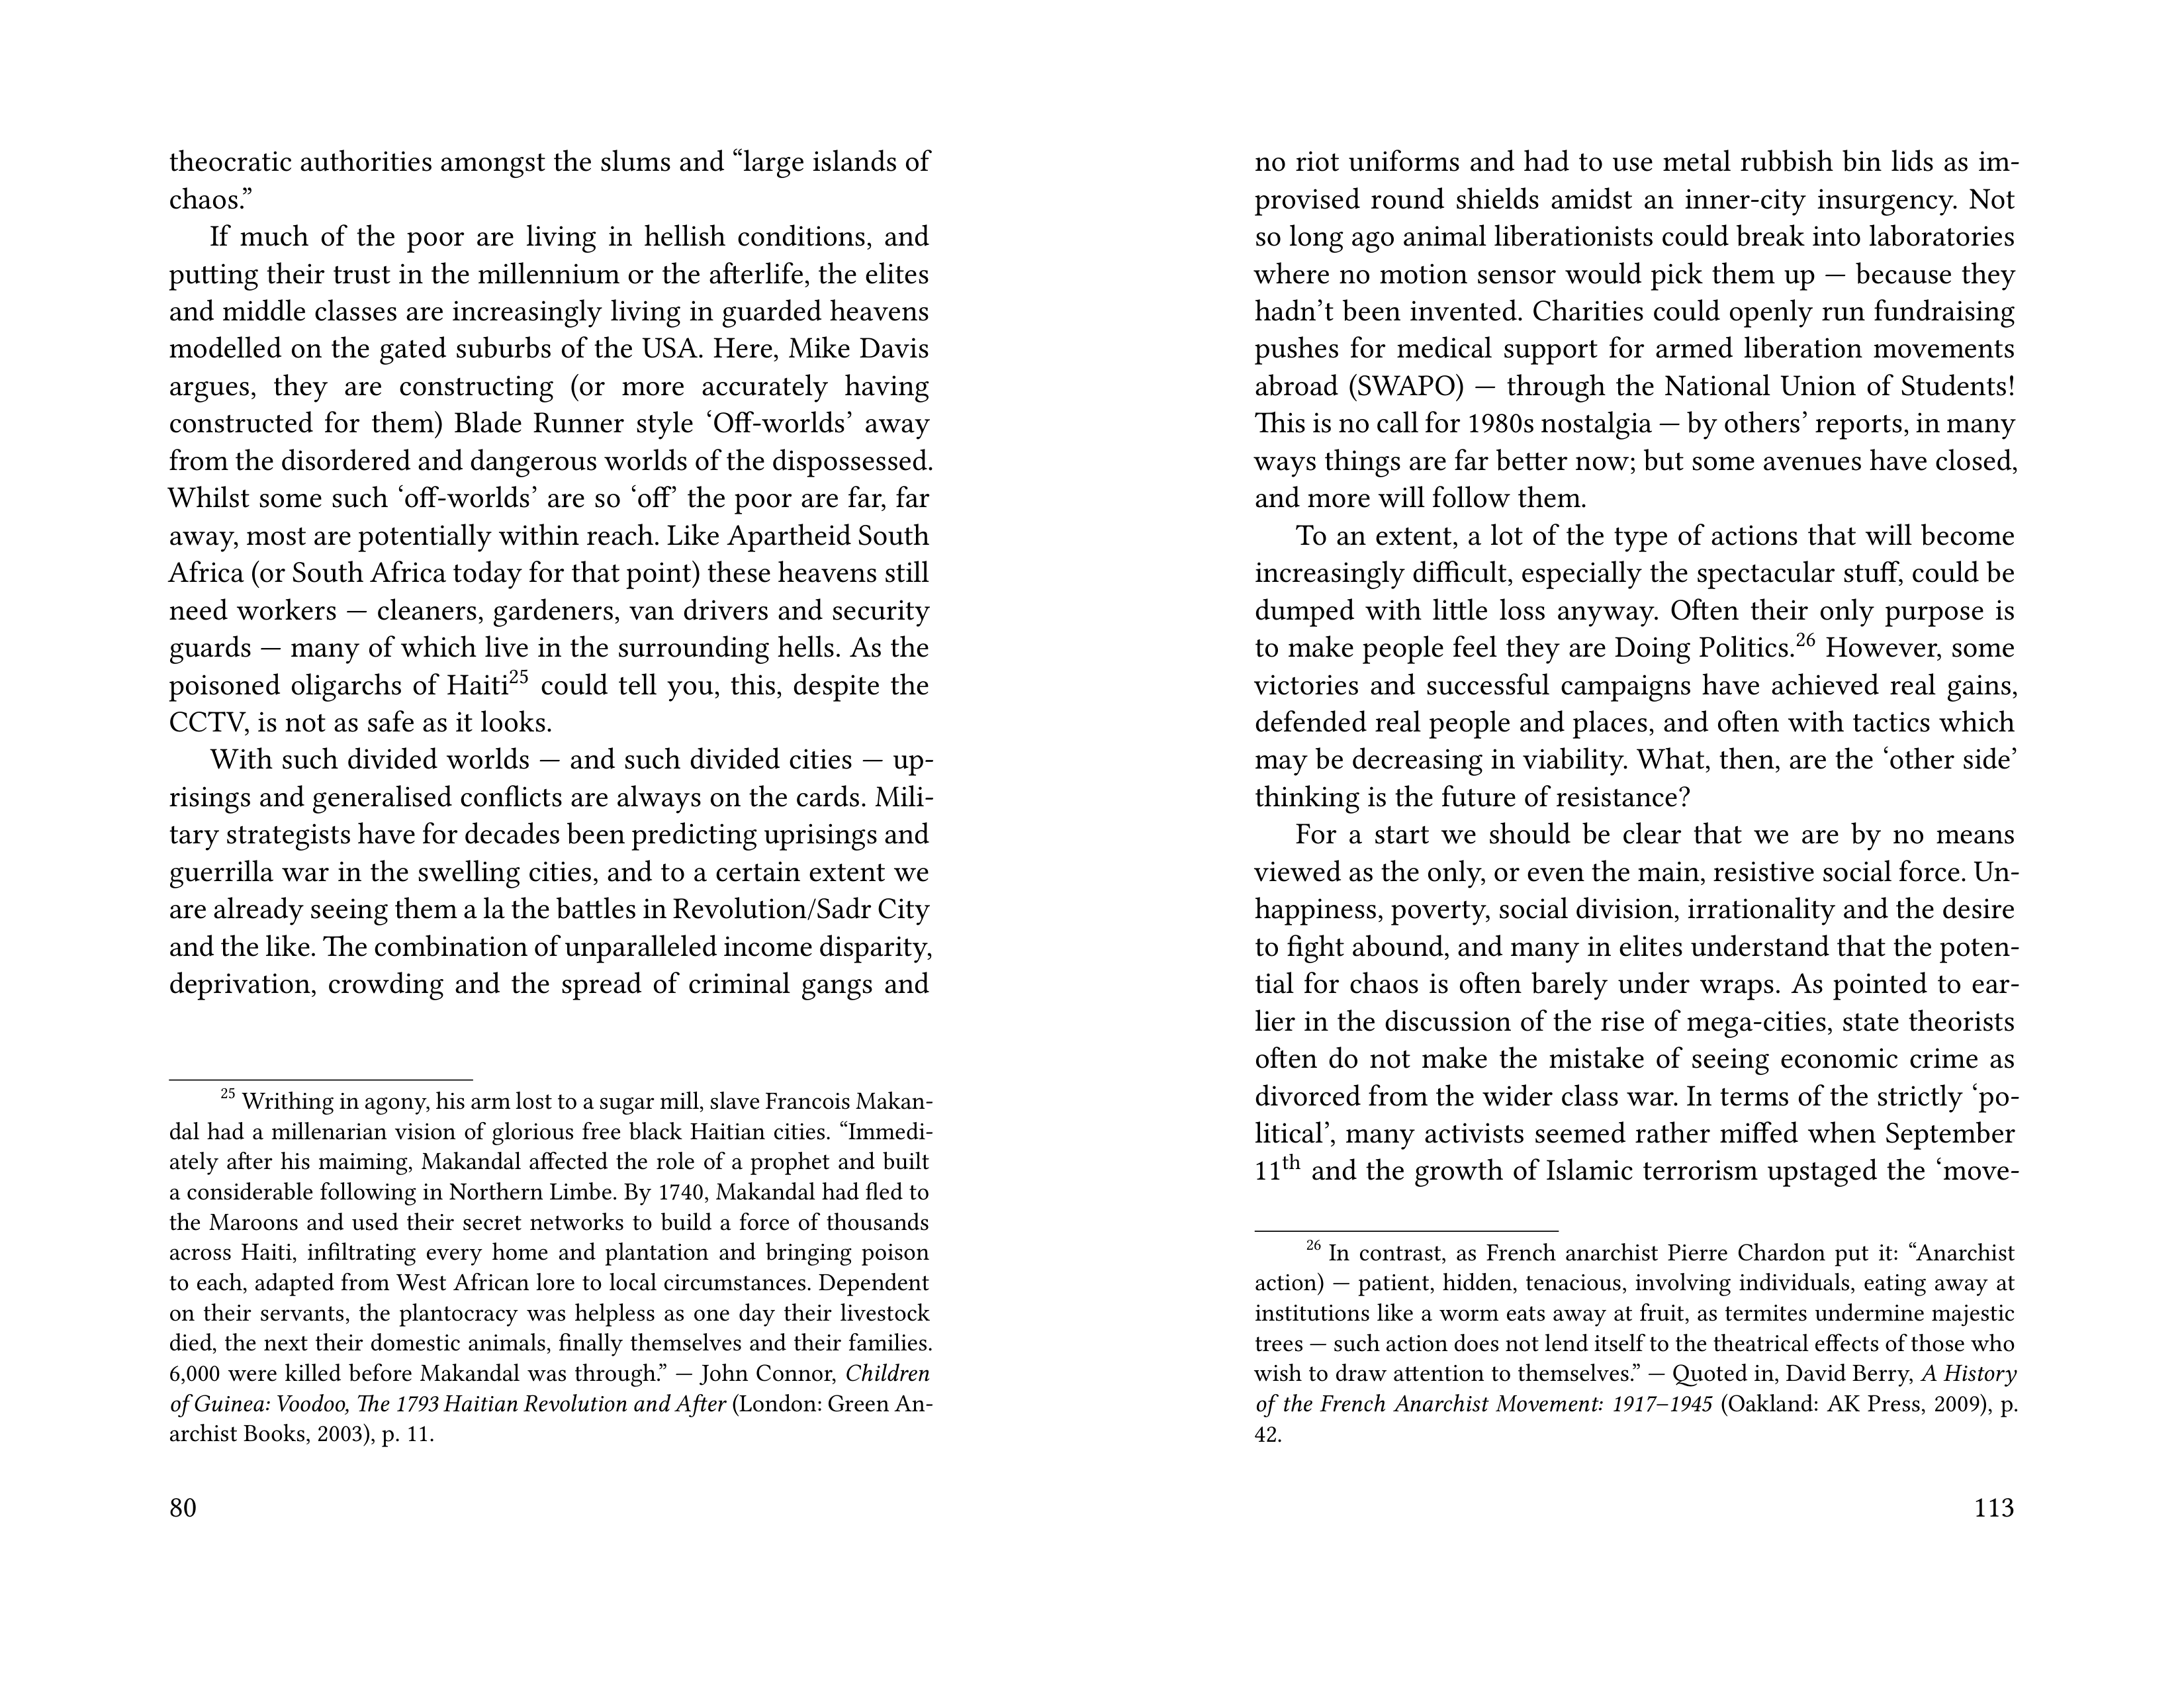 theocratic authorities amongst the slums and “large islands of
chaos.”
If much of the poor are living in hellish conditions, and
putting their trust in the millennium or the afterlife, the elites
and middle classes are increasingly living in guarded heavens
modelled on the gated suburbs of the USA. Here, Mike Davis
argues, they are constructing (or more accurately having
constructed for them) Blade Runner style ‘Off-worlds’ away
from the disordered and dangerous worlds of the dispossessed.
Whilst some such ‘off-worlds’ are so ‘off’ the poor are far, far
away, most are potentially within reach. Like Apartheid South
Africa (or South Africa today for that point) these heavens still
need workers — cleaners, gardeners, van drivers and security
guards — many of which live in the surrounding hells. As the
poisoned oligarchs of Haiti25 could tell you, this, despite the
CCTV, is not as safe as it looks.
With such divided worlds — and such divided cities — up-
risings and generalised conflicts are always on the cards. Mili-
tary strategists have for decades been predicting uprisings and
guerrilla war in the swelling cities, and to a certain extent we
are already seeing them a la the battles in Revolution/Sadr City
and the like. The combination of unparalleled income disparity,
deprivation, crowding and the spread of criminal gangs and
25 Writhing in agony, his arm lost to a sugar mill, slave Francois Makan-
dal had a millenarian vision of glorious free black Haitian cities. “Immedi-
ately after his maiming, Makandal affected the role of a prophet and built
a considerable following in Northern Limbe. By 1740, Makandal had fled to
the Maroons and used their secret networks to build a force of thousands
across Haiti, infiltrating every home and plantation and bringing poison
to each, adapted from West African lore to local circumstances. Dependent
on their servants, the plantocracy was helpless as one day their livestock
died, the next their domestic animals, finally themselves and their families.
6,000 were killed before Makandal was through.” — John Connor, Children
of Guinea: Voodoo, The 1793 Haitian Revolution and After (London: Green An-
archist Books, 2003), p. 11.
80
no riot uniforms and had to use metal rubbish bin lids as im-
provised round shields amidst an inner-city insurgency. Not
so long ago animal liberationists could break into laboratories
where no motion sensor would pick them up — because they
hadn’t been invented. Charities could openly run fundraising
pushes for medical support for armed liberation movements
abroad (SWAPO) — through the National Union of Students!
This is no call for 1980s nostalgia — by others’ reports, in many
ways things are far better now; but some avenues have closed,
and more will follow them.
To an extent, a lot of the type of actions that will become
increasingly difficult, especially the spectacular stuff, could be
dumped with little loss anyway. Often their only purpose is
to make people feel they are Doing Politics.26 However, some
victories and successful campaigns have achieved real gains,
defended real people and places, and often with tactics which
may be decreasing in viability. What, then, are the ‘other side’
thinking is the future of resistance?
For a start we should be clear that we are by no means
viewed as the only, or even the main, resistive social force. Un-
happiness, poverty, social division, irrationality and the desire
to fight abound, and many in elites understand that the poten-
tial for chaos is often barely under wraps. As pointed to ear-
lier in the discussion of the rise of mega-cities, state theorists
often do not make the mistake of seeing economic crime as
divorced from the wider class war. In terms of the strictly ‘po-
litical’, many activists seemed rather miffed when September
11th and the growth of Islamic terrorism upstaged the ‘move-
26 In contrast, as French anarchist Pierre Chardon put it: “Anarchist
action) — patient, hidden, tenacious, involving individuals, eating away at
institutions like a worm eats away at fruit, as termites undermine majestic
trees — such action does not lend itself to the theatrical effects of those who
wish to draw attention to themselves.” — Quoted in, David Berry, A History
of the French Anarchist Movement: 1917–1945 (Oakland: AK Press, 2009), p.
42.
113